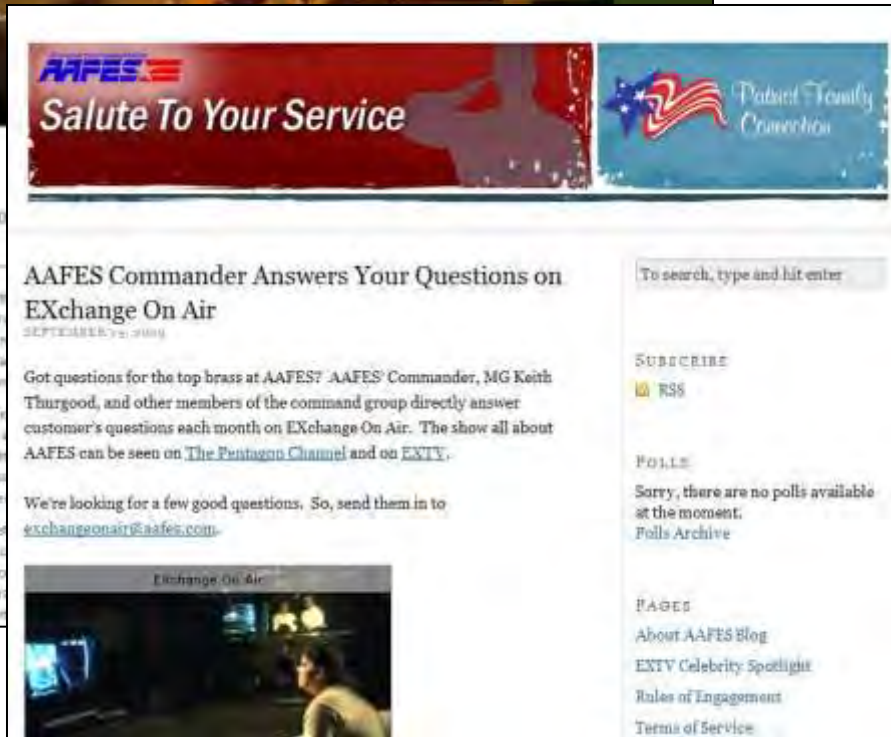 AAFES
Salute To Your Service
Patriot Family
Connection
AAFES Commander Answers Your Questions on
EXchange On Air
Got questions for the top brass at AAFES? AAFES' Commander, MG Keith
Thurgood, and other members of the command group directly answer
customer's questions each month on EXchange On Air. The show all about
AAFES can be seen on The Pentagon Channel and on EXTV.
We're looking for a few good questions. So, send them in to
exchangeonair@aafes.com.
Exchange On Air
To search, type and hit enter
SUBSCRIBE
RSS
POLLS
Sorry, there are no polls available
at the moment.
Polls Archive
PAGES
About AAFES Blog
EXTV Celebrity Spotlight
Rules of Engagement
Terms of Service